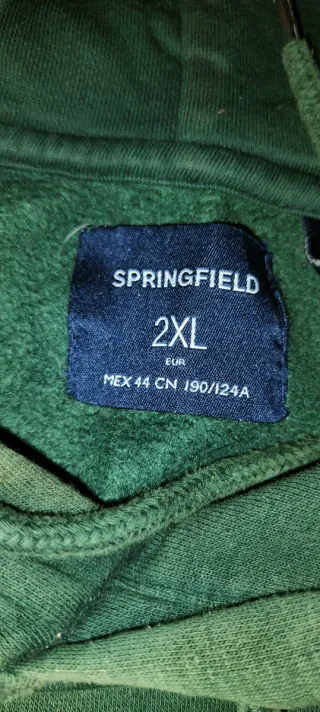 SPRINGFIELD
2XL
EUR
MEX 44 CN 190/124A